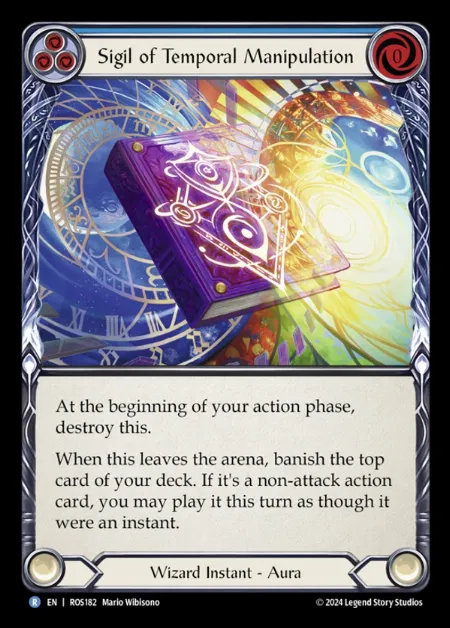 Sigil of Temporal Manipulation
0
At the beginning of your action phase,
destroy this.
When this leaves the arena, banish the top
card of your deck. If it's a non-attack action
card, you may play it this turn as though it
were an instant.
Wizard Instant - Aura
R EN | ROS182 Mario Wibisono
© 2024 Legend Story Studios